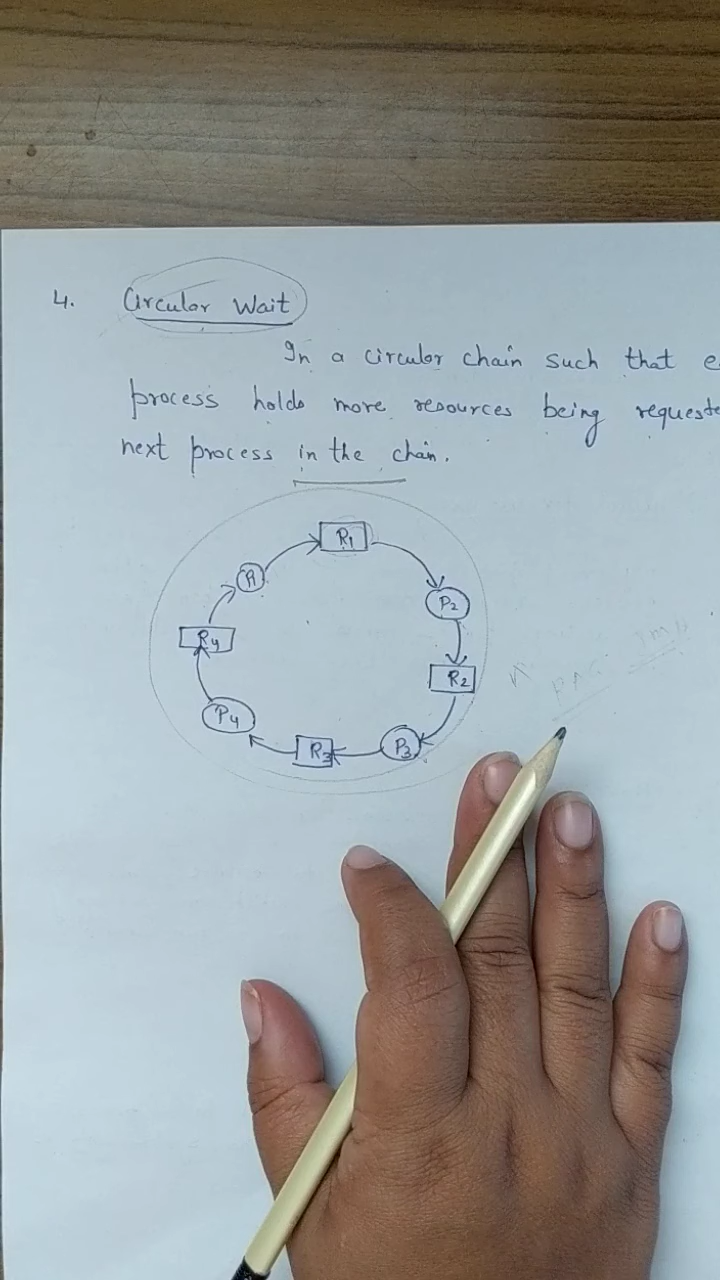 4. Circular Wait
In a circular chain such that
process holds more resources being requeste
next process in the chain.
R1
P2
R2
P3
R3
P4
R4